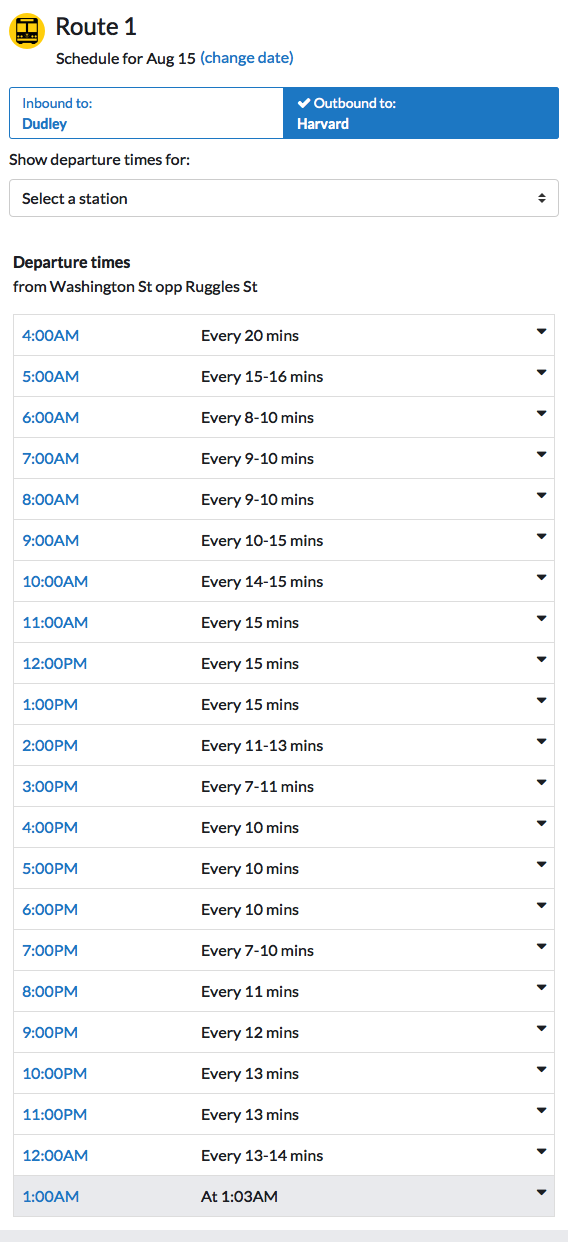 Route 1
Schedule for Aug 15 (change date)
Inbound to: Outbound to:
Dudley Harvard
Show departure times for:
Select a station
Departure times
from Washington St opp Ruggles St
4:00AM Every 20 mins
5:00AM Every 15-16 mins
6:00AM Every 8-10 mins
7:00AM Every 9-10 mins
8:00AM Every 9-10 mins
9:00AM Every 10-15 mins
10:00AM Every 14-15 mins
11:00AM Every 15 mins
12:00PM Every 15 mins
1:00PM Every 15 mins
2:00PM Every 11-13 mins
3:00PM Every 7-11 mins
4:00PM Every 10 mins
5:00PM Every 10 mins
6:00PM Every 10 mins
7:00PM Every 7-10 mins
8:00PM Every 11 mins
9:00PM Every 12 mins
10:00PM Every 13 mins
11:00PM Every 13 mins
12:00AM Every 13-14 mins
1:00AM At 1:03AM